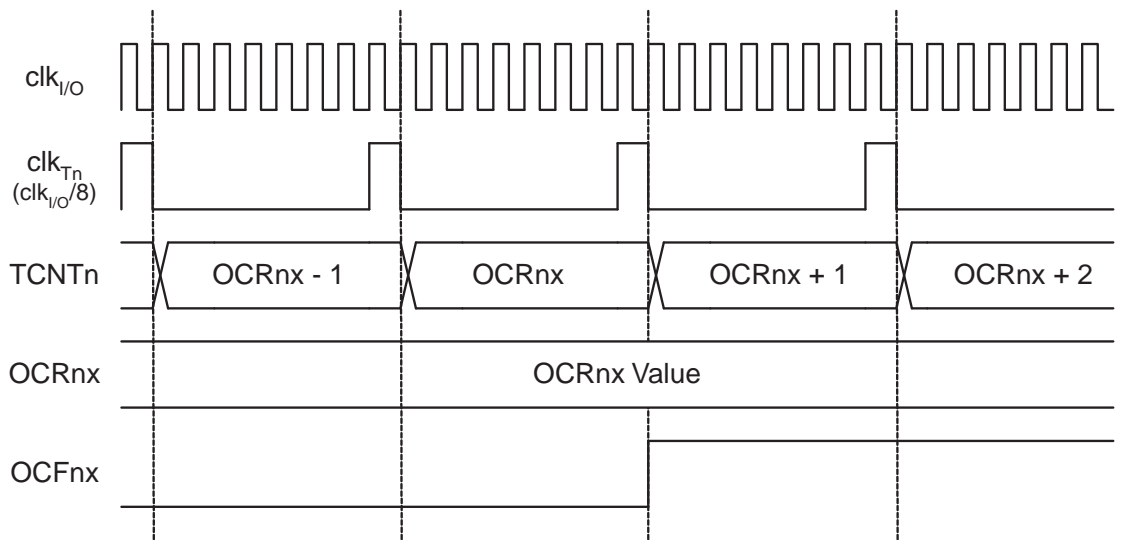 clkI/O
clkTn
(clkI/O/8)
TCNTn OCRnx - 1 OCRnx OCRnx + 1 OCRnx + 2
OCRnx OCRnx Value
OCFnx